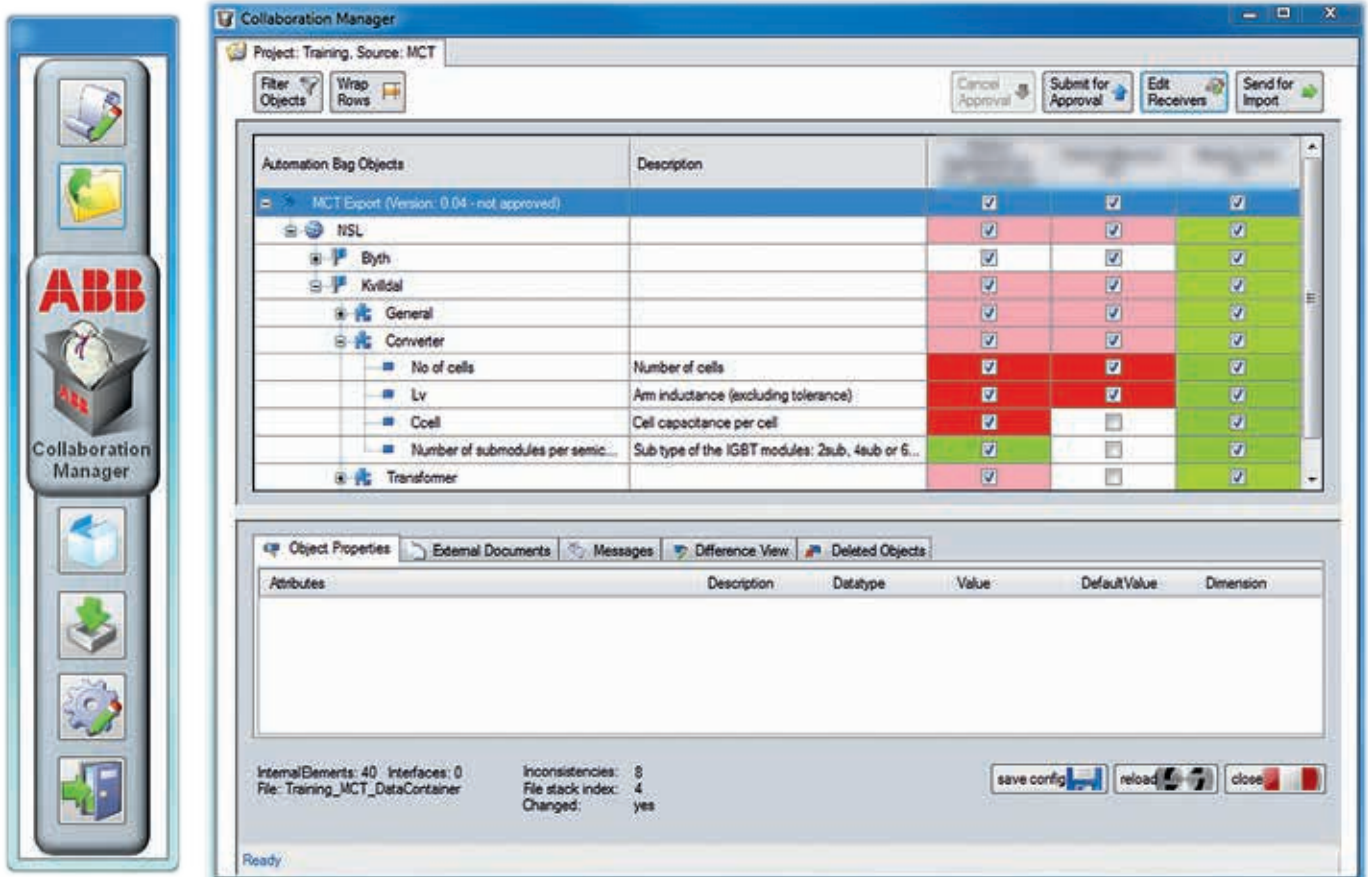 ABB
ABB
Collaboration
Manager
Collaboration Manager
Project: Training, Source: MCT
Filter
Objects
Wrap
Rows
Cancel
Approval
Submit for
Approval
Edit
Receivers
Send for
Import
Automation Bag Objects
Description
MCT Export (Version: 0.04 - not approved)
NSL
Blyth
Kvilldal
General
Converter
No of cells Number of cells
Lv Arm inductance (excluding tolerance)
Ccell Cell capacitance per cell
Number of submodules per semic... Sub type of the IGBT modules: 2sub, 4sub or 6...
Transformer
Object Properties External Documents Messages Difference View Deleted Objects
Attributes Description Datatype Value DefaultValue Dimension
InternalElements: 40 Interfaces: 0
File: Training_MCT_DataContainer
Inconsistencies: 8
File stack index: 4
Changed: yes
save config reload close
Ready